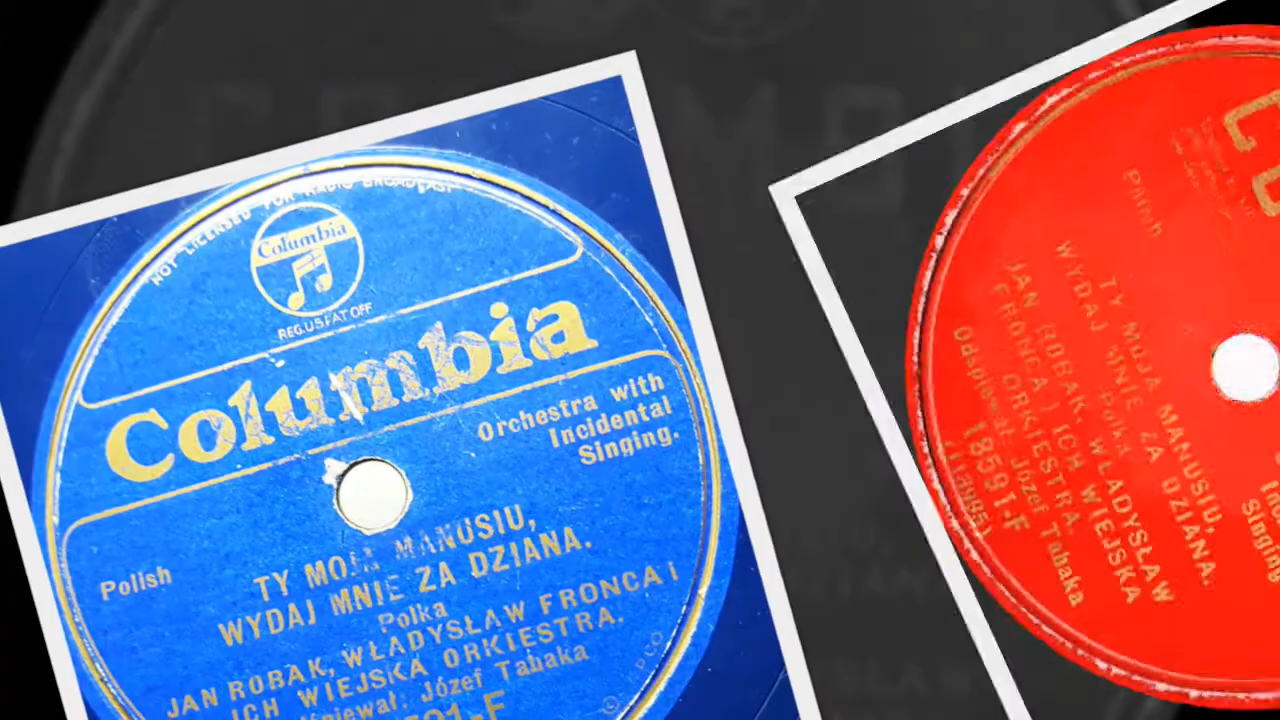 NOT LICENSED FOR RADIO BROADCAST
Columbia
REG.U.S.PAT.OFF
Columbia
Orchestra with
Incidental
Singing.
Polish
TY MOJA MANUSIU,
WYDAJ MNIE ZA DZIANA.
Polka
JAN ROBAK, WŁADYSŁAW FRONCA I
ICH WIEJSKA ORKIESTRA.
Józef Tabaka
Polish
TY MOJA MANUSIU,
WYDAJ MNIE ZA DZIANA.
Polka
JAN ROBAK, WŁADYSŁAW
FRONCA I ICH WIEJSKA
ORKIESTRA.
Odśpiewał: Józef Tabaka
18591-F
Singing